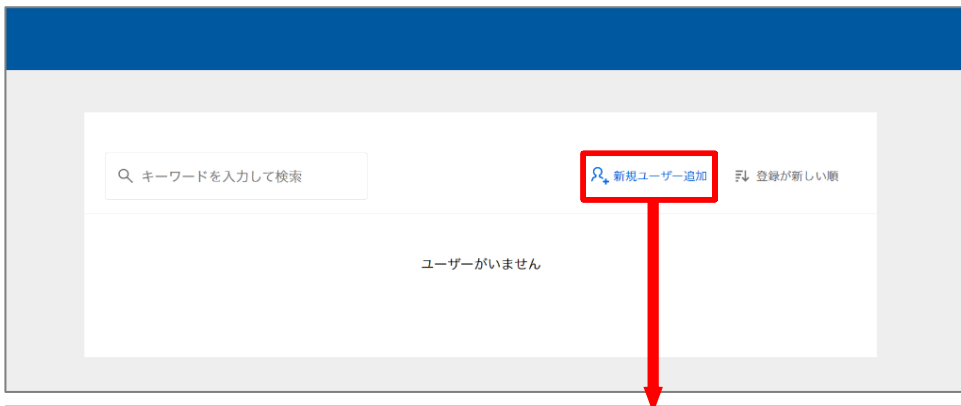 キーワードを入力して検索
新規ユーザー追加
登録が新しい順
ユーザーがいません